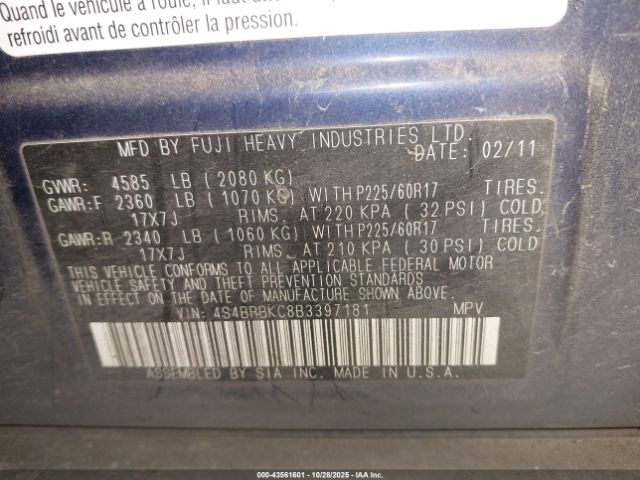 Quand le véhicule a roulé, il faut
refroidi avant de contrôler la pression.
MFD BY FUJI HEAVY INDUSTRIES LTD.
DATE: 02/11
GVWR: 4585 LB ( 2080 KG)
GAWR:F 2360 LB ( 1070 KG) WITH P225/60R17 TIRES.
17X7J RIMS. AT 220 KPA ( 32 PSI) COLD
GAWR:R 2340 LB ( 1060 KG) WITH P225/60R17 TIRES.
17X7J RIMS. AT 210 KPA ( 30 PSI) COLD
THIS VEHICLE CONFORMS TO ALL APPLICABLE FEDERAL MOTOR
VEHICLE SAFETY AND THEFT PREVENTION STANDARDS
IN EFFECT ON THE DATE OF MANUFACTURE SHOWN ABOVE.
VIN: 4S4BRBKC8B3397181 MPV
ASSEMBLED BY SIA INC. MADE IN U.S.A.
000-43561601 | 10/28/2025 | IAAI, Inc.